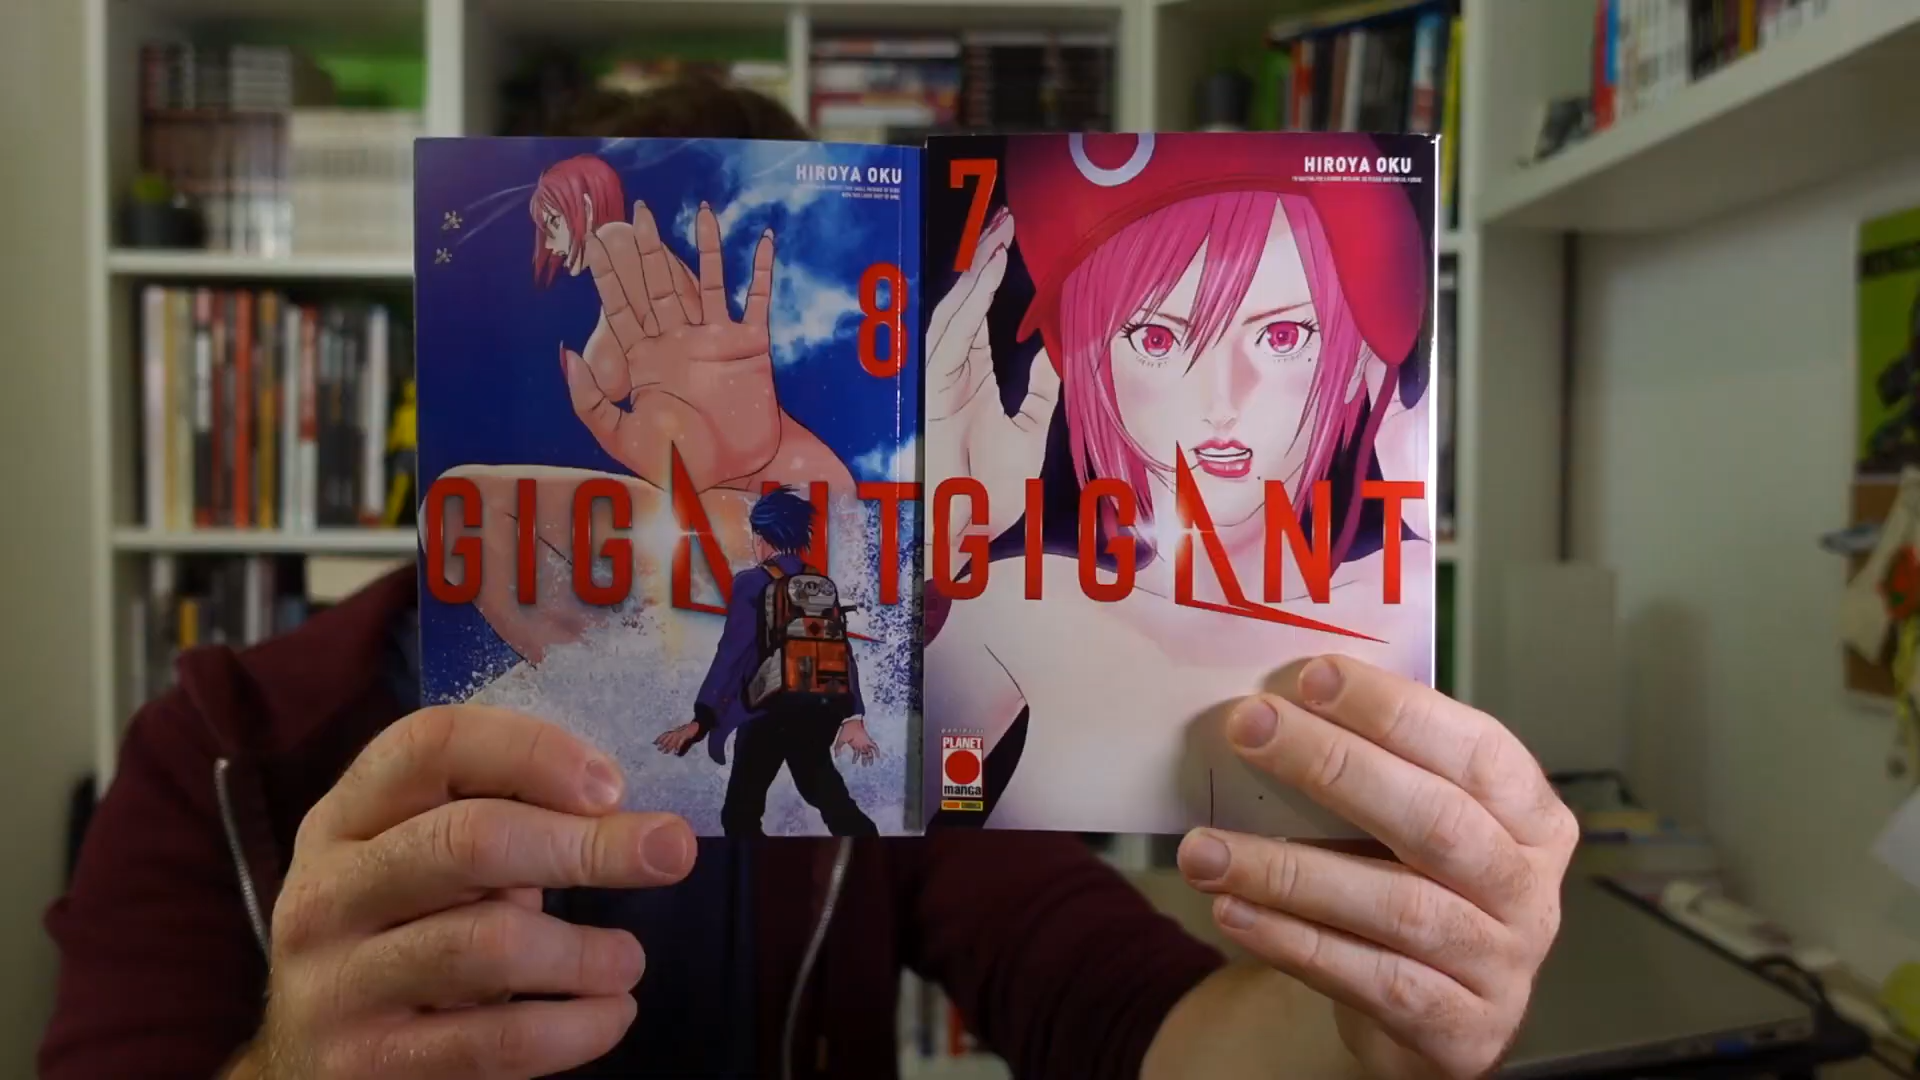 HIROYA OKU
8
GIGANT
7
HIROYA OKU
GIGANT
PLANET
manga